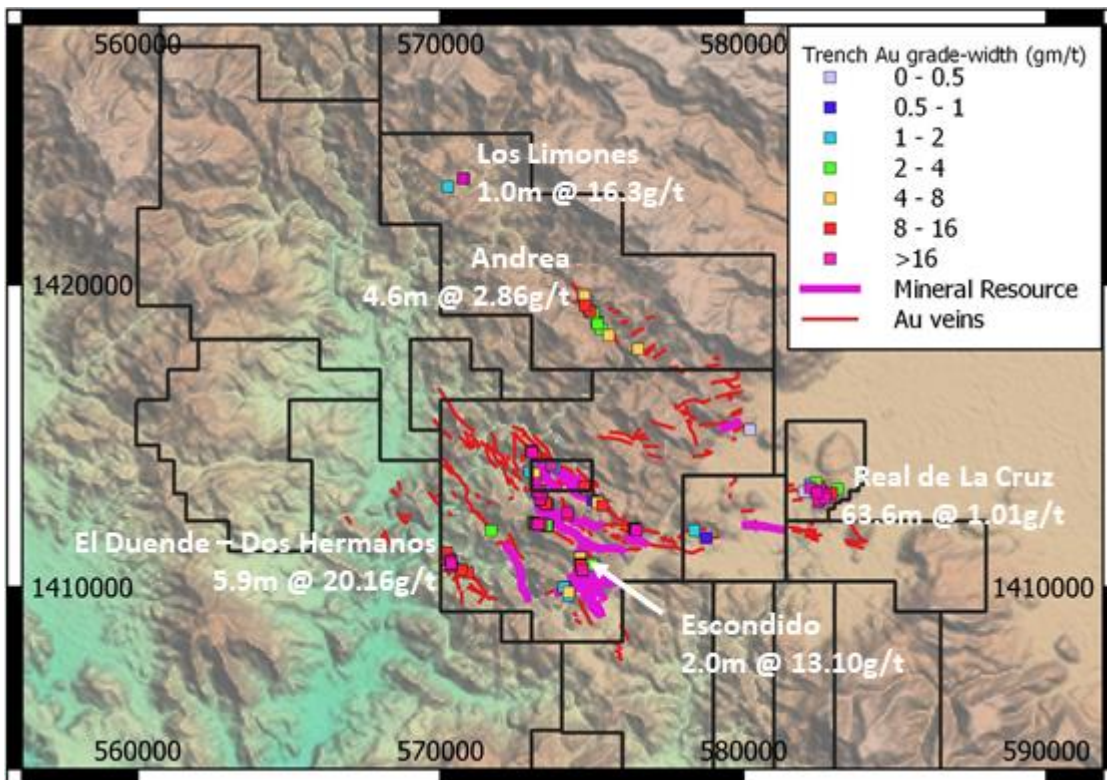 560000
570000
580000
Trench Au grade-width (gm/t)
0 - 0.5
0.5 - 1
1 - 2
2 - 4
4 - 8
8 - 16
>16
Mineral Resource
Au veins
Los Limones
1.0m @ 16.3g/t
Andrea
4.6m @ 2.86g/t
1420000
Real de La Cruz
63.6m @ 1.01g/t
El Duende – Dos Hermanos
5.9m @ 20.16g/t
1410000
1410000
Escondido
2.0m @ 13.10g/t
560000
570000
580000
590000